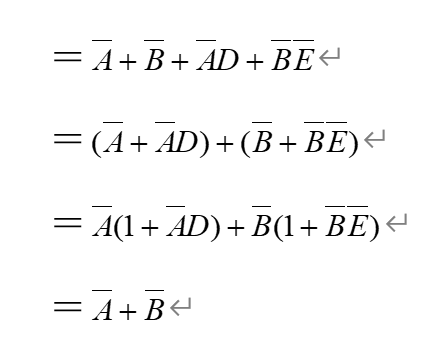 = A̅ + B̅ + A̅D + B̅ E̅ ↵
= (A̅ + A̅D) + (B̅ + B̅ E̅) ↵
= A̅(1 + A̅D) + B̅(1 + B̅ E̅) ↵
= A̅ + B̅ ↵